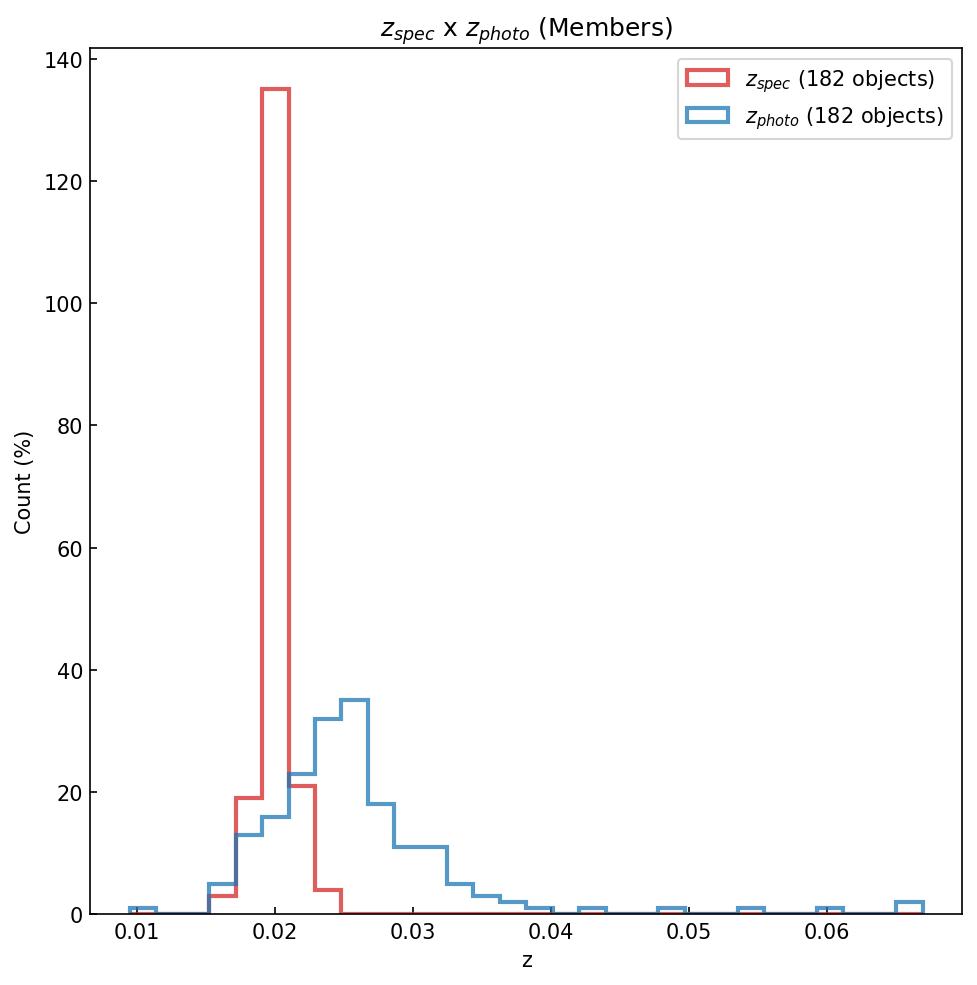 z_spec x z_photo (Members)
z_spec (182 objects)
z_photo (182 objects)
Count (%)
140
120
100
80
60
40
20
0
0.01 0.02 0.03 0.04 0.05 0.06
z